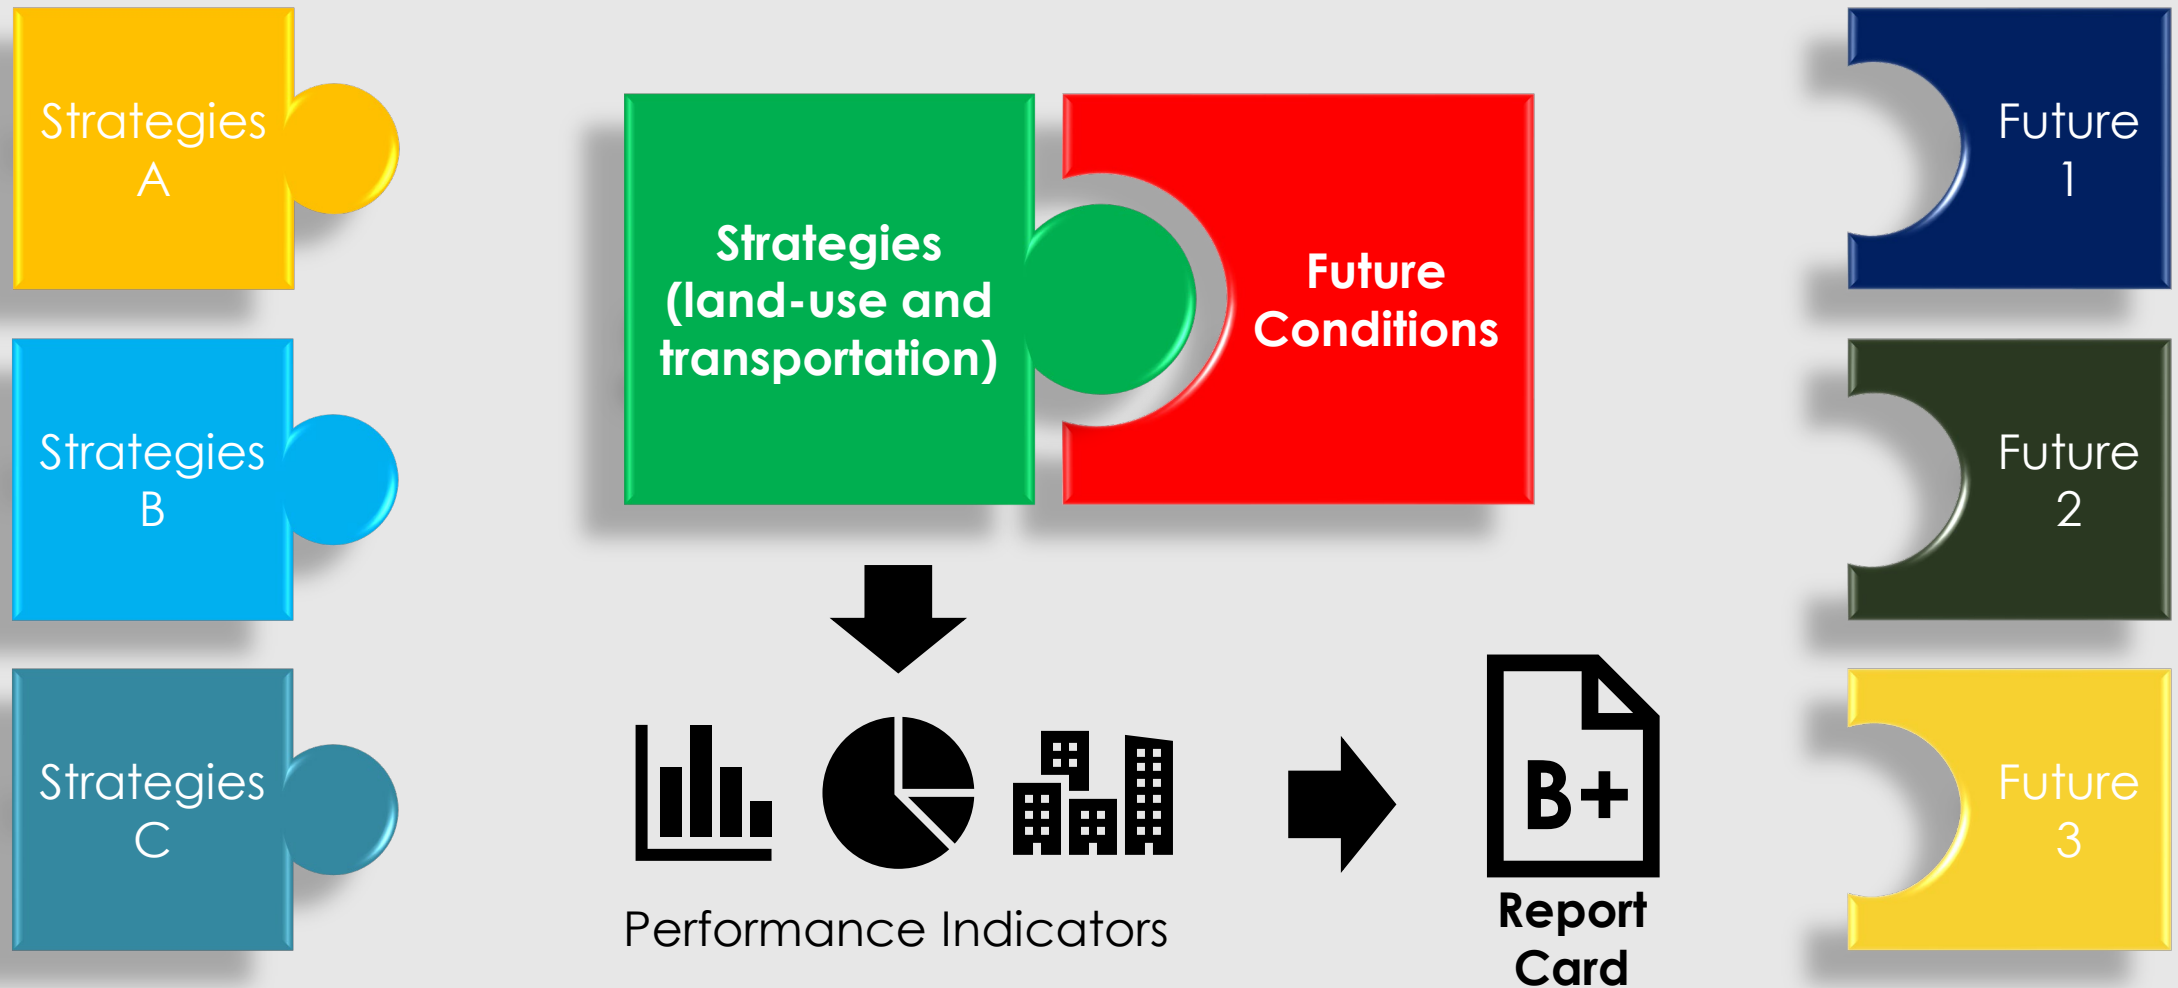 Strategies
A
Strategies
B
Strategies
C
Strategies
(land-use and
transportation)
Future
Conditions
Performance Indicators
B+
Report
Card
Future
1
Future
2
Future
3